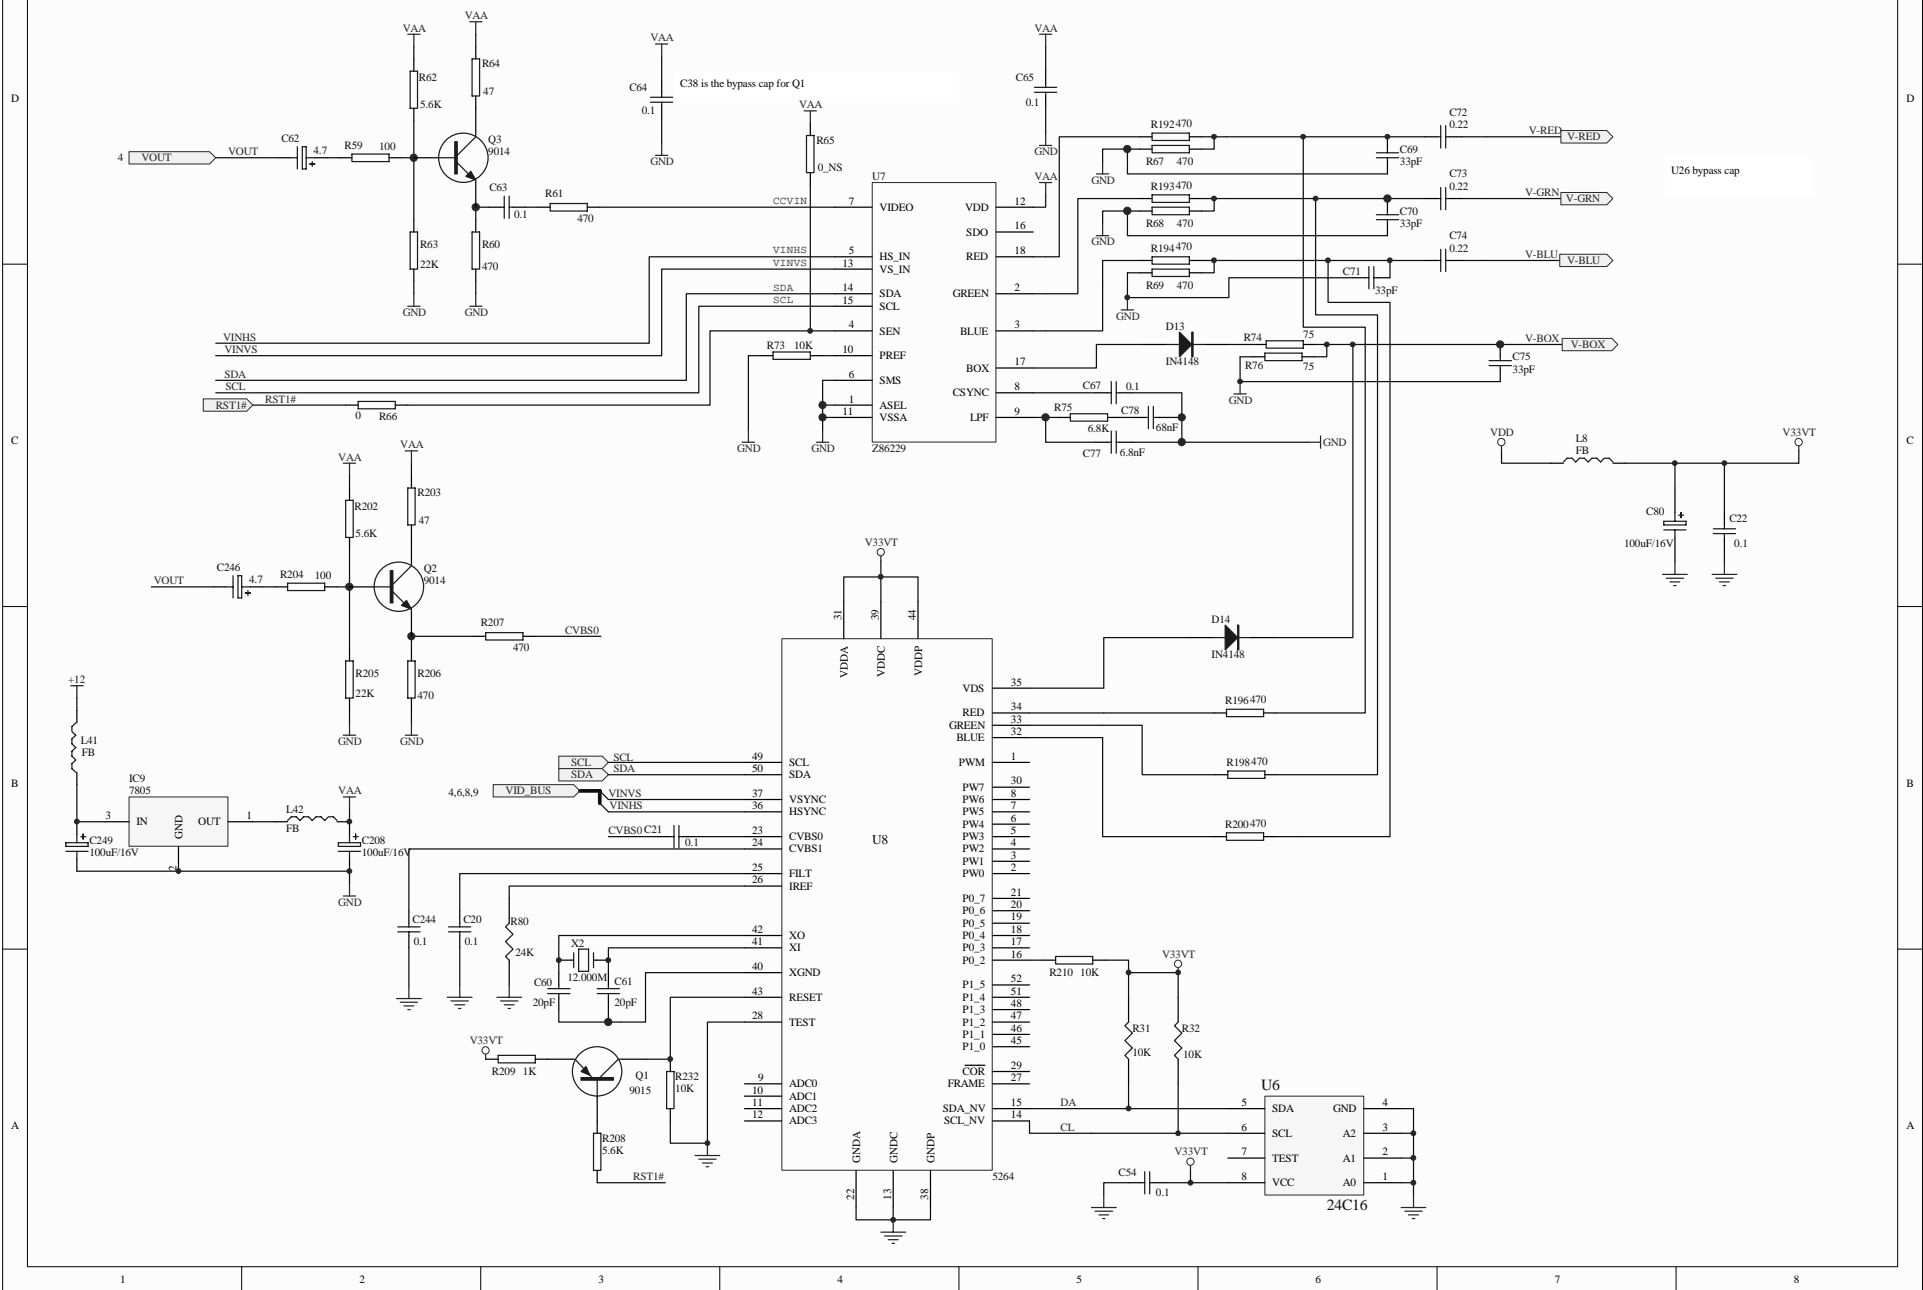 VAA
VAA
R64
47
R62
5.6K
VAA
C64
0.1
GND
C38 is the bypass cap for Q1
VAA
R65
0_NS
VAA
C65
0.1
GND
VAA
D
D
4 VOUT VOUT
C62
4.7
R59 100
Q3
9014
C63
0.1
R61
470
R63
22K
R60
470
GND
GND
CCVIN
VINHS
VINVS
SDA
SCL
U7
7 VIDEO
5 HS_IN
13 VS_IN
14 SDA
15 SCL
4 SEN
10 PREF
6 SMS
1 ASEL
11 VSSA
VDD 12
SDO 16
RED 18
GREEN 2
BLUE 3
BOX 17
CSYNC 8
LPF 9
Z86229
R192 470
R67 470
GND
R193 470
R68 470
GND
R194 470
R69 470
GND
C72
0.22
C69
33pF
V-RED V-RED
C73
0.22
C70
33pF
V-GRN V-GRN
C74
0.22
C71
33pF
V-BLU V-BLU
U26 bypass cap
D13
IN4148
R74 75
R76 75
GND
V-BOX V-BOX
C75
33pF
VINHS
VINVS
SDA
SCL
RST1# RST1#
0 R66
R73 10K
GND
GND
C67 0.1
R75
6.8K
C78
68nF
C77 6.8nF
GND
C
C
VDD
L8
FB
V33VT
C80
100uF/16V
C22
0.1
VAA
VAA
R202
5.6K
R203
47
VOUT
C246
4.7
R204 100
Q2
9014
R207
470
CVBS0
R205
22K
R206
470
GND
GND
V33VT
31
39
44
VDDA
VDDC
VDDP
D14
IN4148
+12
L41
FB
IC9
7805
3 IN
GND
OUT 1
2
L42
FB
VAA
C249
100uF/16V
C208
100uF/16V
GND
B
B
SCL SCL
SDA SDA
4,6,8,9 VID_BUS
VINVS
VINHS
CVBS0 C21
0.1
49 SCL
50 SDA
37 VSYNC
36 HSYNC
23 CVBS0
24 CVBS1
25 FILT
26 IREF
42 XO
41 XI
40 XGND
43 RESET
28 TEST
9 ADC0
10 ADC1
11 ADC2
12 ADC3
U8
VDS 35
RED 34
GREEN 33
BLUE 32
PWM 1
PW7 30
PW6 8
PW5 7
PW4 6
PW3 5
PW2 4
PW1 3
PW0 2
P0_7 21
P0_6 20
P0_5 19
P0_4 18
P0_3 17
P0_2 16
P1_5 52
P1_4 51
P1_3 48
P1_2 47
P1_1 46
P1_0 45
COR 29
FRAME 27
SDA_NV 15
SCL_NV 14
GNDA
GNDC
GNDP
22
13
38
5264
R196 470
R198 470
R200 470
C244
0.1
C20
0.1
R80
24K
X2
12.000M
C60
20pF
C61
20pF
V33VT
R209 1K
Q1
9015
R232
10K
R208
5.6K
RST1#
R210 10K
V33VT
R31
10K
R32
10K
DA
CL
U6
5 SDA
6 SCL
7 TEST
8 VCC
GND 4
A2 3
A1 2
A0 1
24C16
V33VT
C54
0.1
A
A
1 2 3 4 5 6 7 8